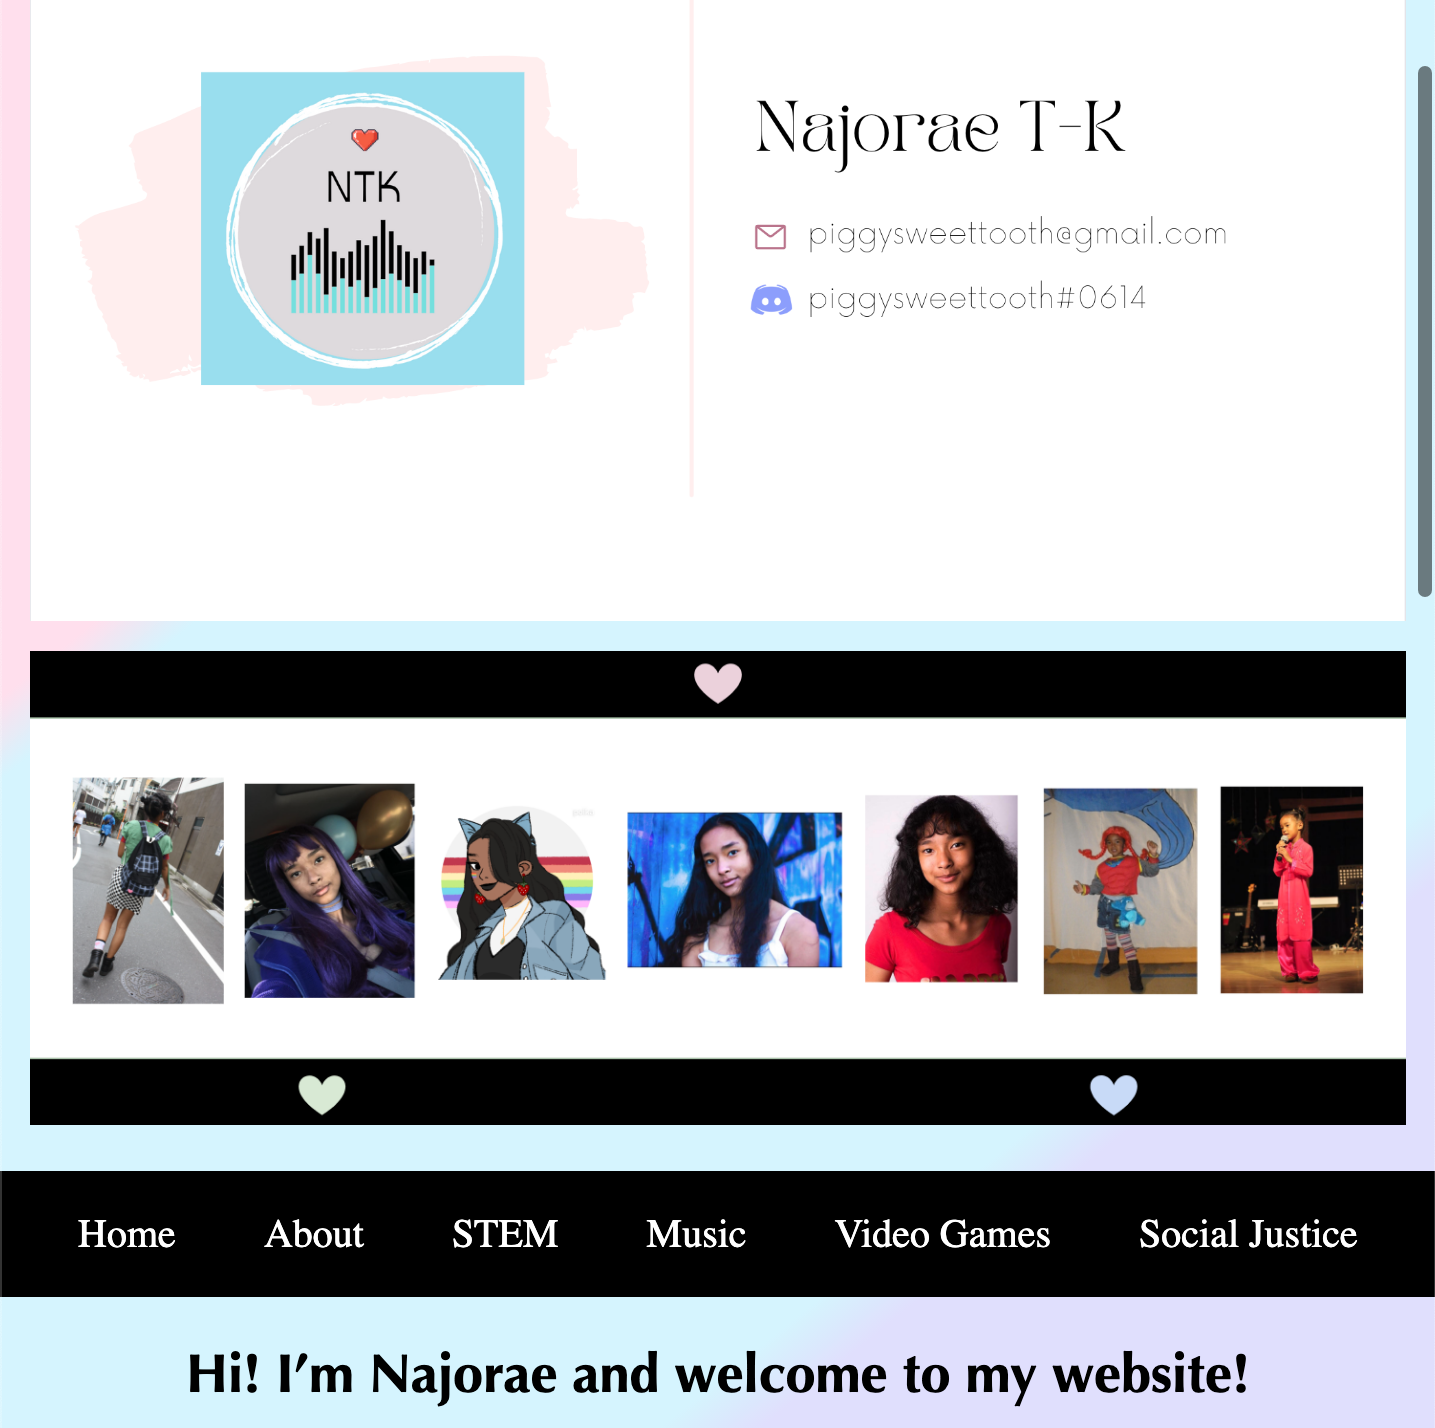 NTK
Najorae T-K
piggysweettooth@gmail.com
piggysweettooth#0614
Home About STEM Music Video Games Social Justice
Hi! I’m Najorae and welcome to my website!